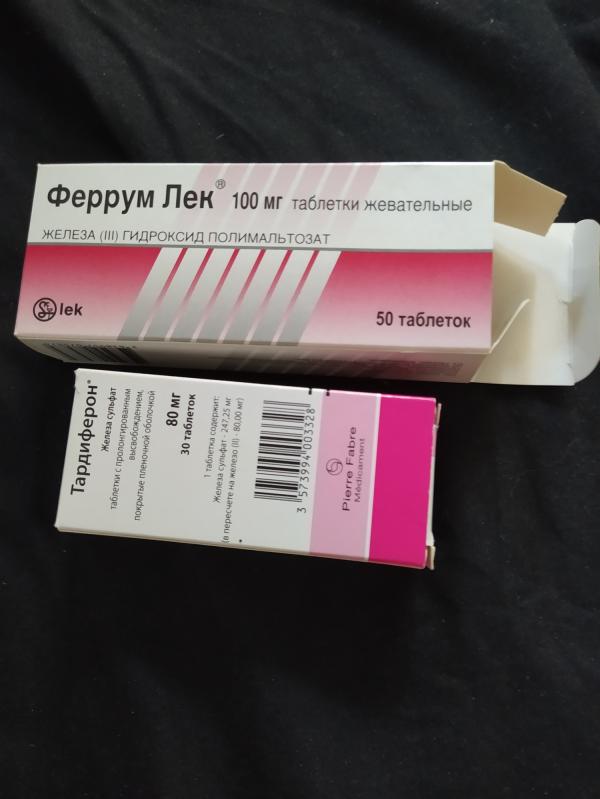 Феррум Лек® 100 мг таблетки жевательные
ЖЕЛЕЗА (III) ГИДРОКСИД ПОЛИМАЛЬТОЗАТ
lek
50 таблеток
Тардиферон®
Железа сульфат
таблетки с пролонгированным
высвобождением,
покрытые пленочной оболочкой
80 мг
30 таблеток
1 таблетка содержит:
Железа сульфат - 247,25 мг
(в пересчете на железо (II) - 80,00 мг)
3 573994 003328
Pierre Fabre
Médicament